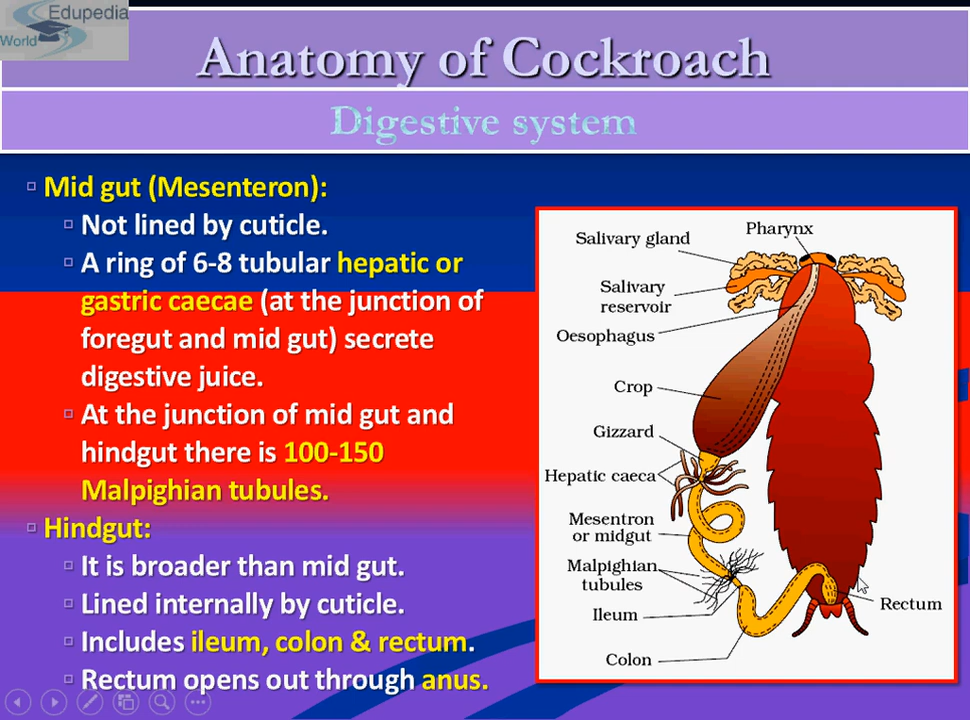 Edupedia
World
Anatomy of Cockroach
Digestive system
Mid gut (Mesenteron):
Not lined by cuticle.
A ring of 6-8 tubular hepatic or
gastric caecae (at the junction of
foregut and mid gut) secrete
digestive juice.
At the junction of mid gut and
hindgut there is 100-150
Malpighian tubules.
Hindgut:
It is broader than mid gut.
Lined internally by cuticle.
Includes ileum, colon & rectum.
Rectum opens out through anus.
Pharynx
Salivary gland
Salivary
reservoir
Oesophagus
Crop
Gizzard
Hepatic caeca
Mesentron
or midgut
Malpighian
tubules
Ileum
Rectum
Colon